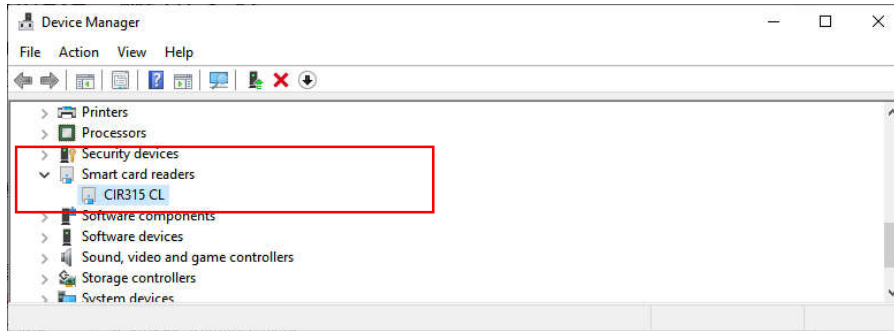 Device Manager
File Action View Help
Printers
Processors
Security devices
Smart card readers
CIR315 CL
Software components
Software devices
Sound, video and game controllers
Storage controllers
System devices